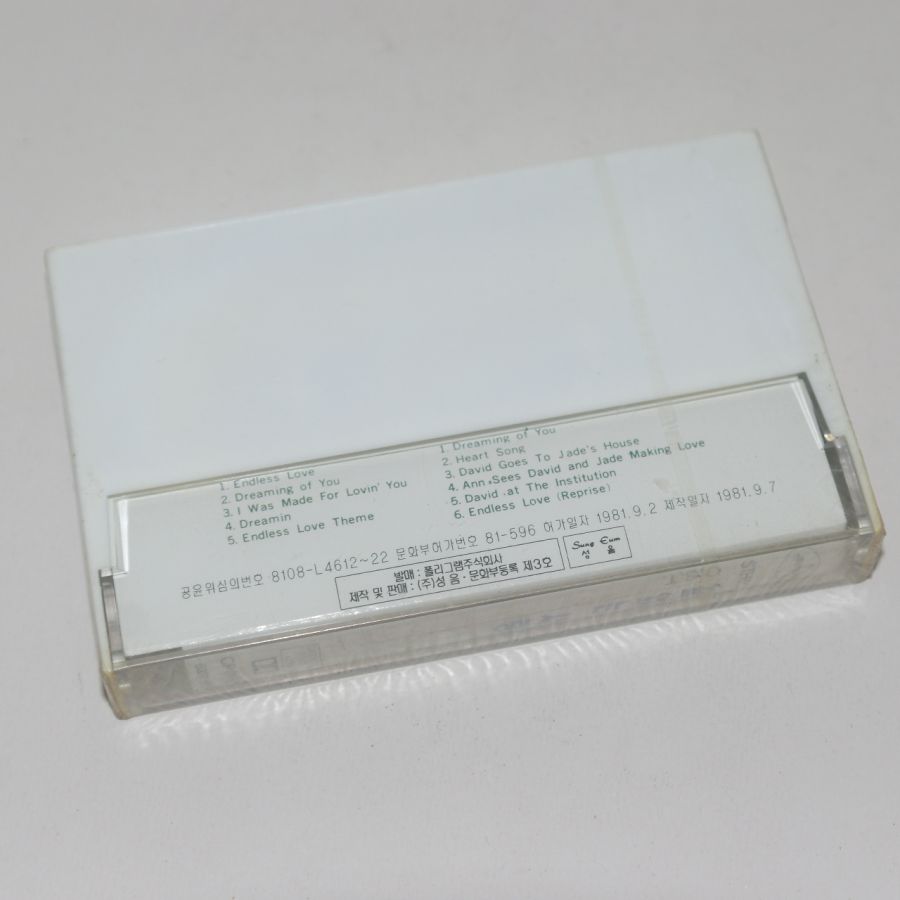 1. Endless Love
2. Dreaming of You
3. I Was Made For Lovin' You
4. Dreamin
5. Endless Love Theme
1. Dreaming of You
2. Heart Song
3. David Goes To Jade's House
4. Ann Sees David and Jade Making Love
5. David at The Institution
6. Endless Love (Reprise)
공윤위심의번호 8108-L4612~22 문화부허가번호 81-596 허가일자 1981.9.2 제작일자 1981.9.7
발매 : 폴리그램주식회사
제작 및 판매 : (주)성음·문화부등록 제3호
Sung Eum
성음